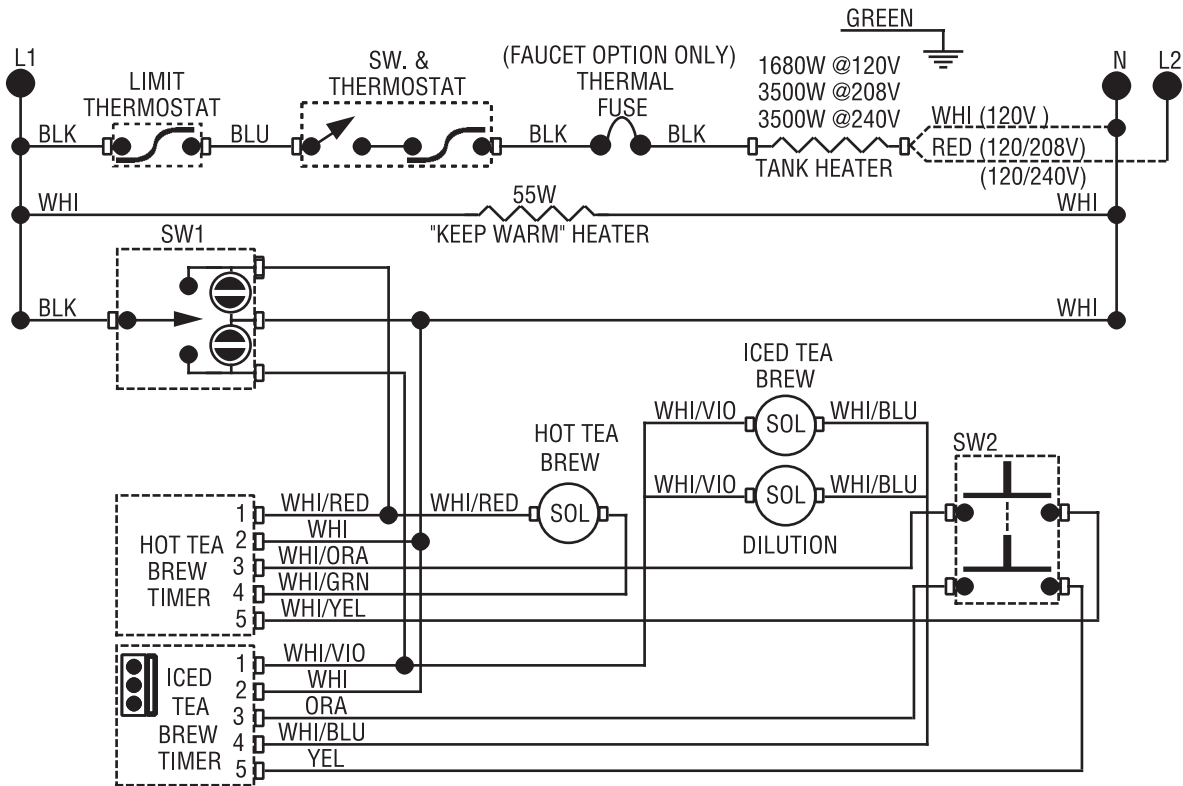 GREEN
L1
LIMIT
THERMOSTAT
SW. &
THERMOSTAT
(FAUCET OPTION ONLY)
THERMAL
FUSE
1680W @120V
3500W @208V
3500W @240V
N
L2
BLK
BLU
BLK
BLK
TANK HEATER
WHI (120V )
RED (120/208V)
(120/240V)
WHI
55W
"KEEP WARM" HEATER
WHI
SW1
BLK
WHI
ICED TEA
BREW
WHI/VIO
SOL
WHI/BLU
HOT TEA
BREW
SOL
WHI/VIO
SOL
WHI/BLU
DILUTION
SW2
HOT TEA
BREW
TIMER
1
WHI/RED
WHI/RED
2
WHI
3
WHI/ORA
4
WHI/GRN
5
WHI/YEL
ICED
TEA
BREW
TIMER
1
WHI/VIO
2
WHI
3
ORA
4
WHI/BLU
5
YEL